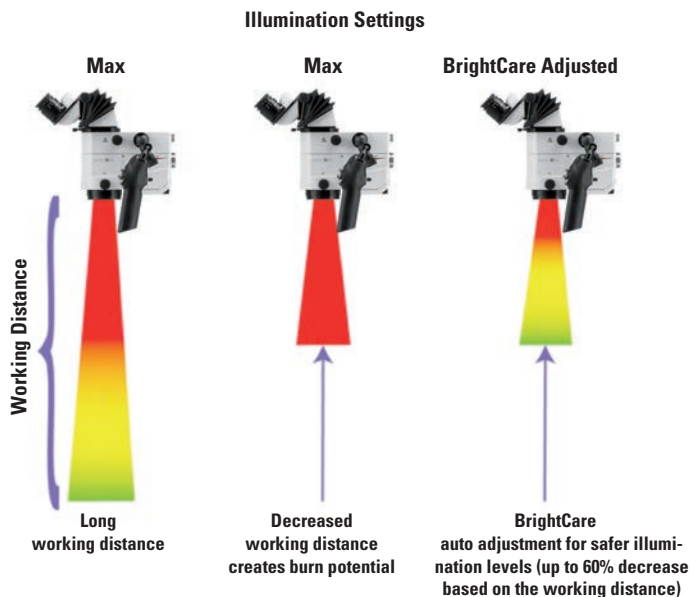 Illumination Settings
Max
Max
BrightCare Adjusted
Working Distance
Long
working distance
Decreased
working distance
creates burn potential
BrightCare
auto adjustment for safer illumi-
nation levels (up to 60% decrease
based on the working distance)